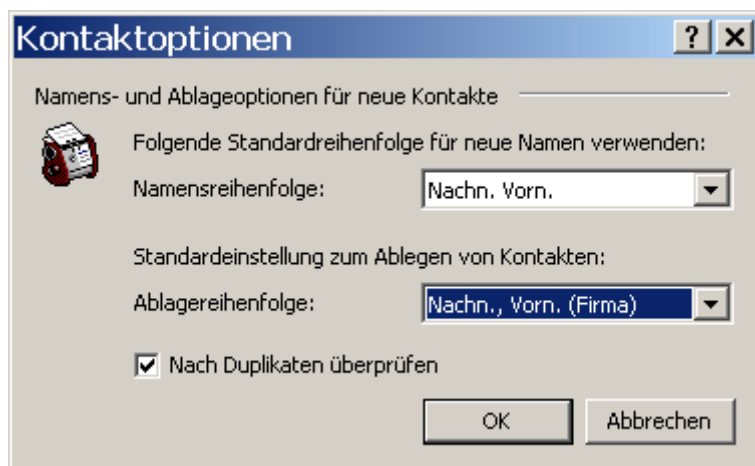 Kontaktoptionen
Namens- und Ablageoptionen für neue Kontakte
Folgende Standardreihenfolge für neue Namen verwenden:
Namensreihenfolge: Nachn. Vorn.
Standardeinstellung zum Ablegen von Kontakten:
Ablagereihenfolge: Nachn., Vorn. (Firma)
Nach Duplikaten überprüfen
OK Abbrechen